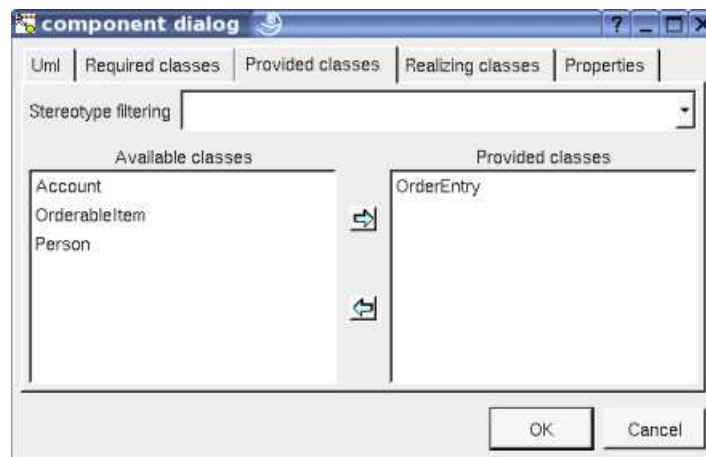 component dialog ?
Uml Required classes Provided classes Realizing classes Properties
Stereotype filtering
Available classes Provided classes
Account OrderEntry
OrderableItem
Person
OK Cancel